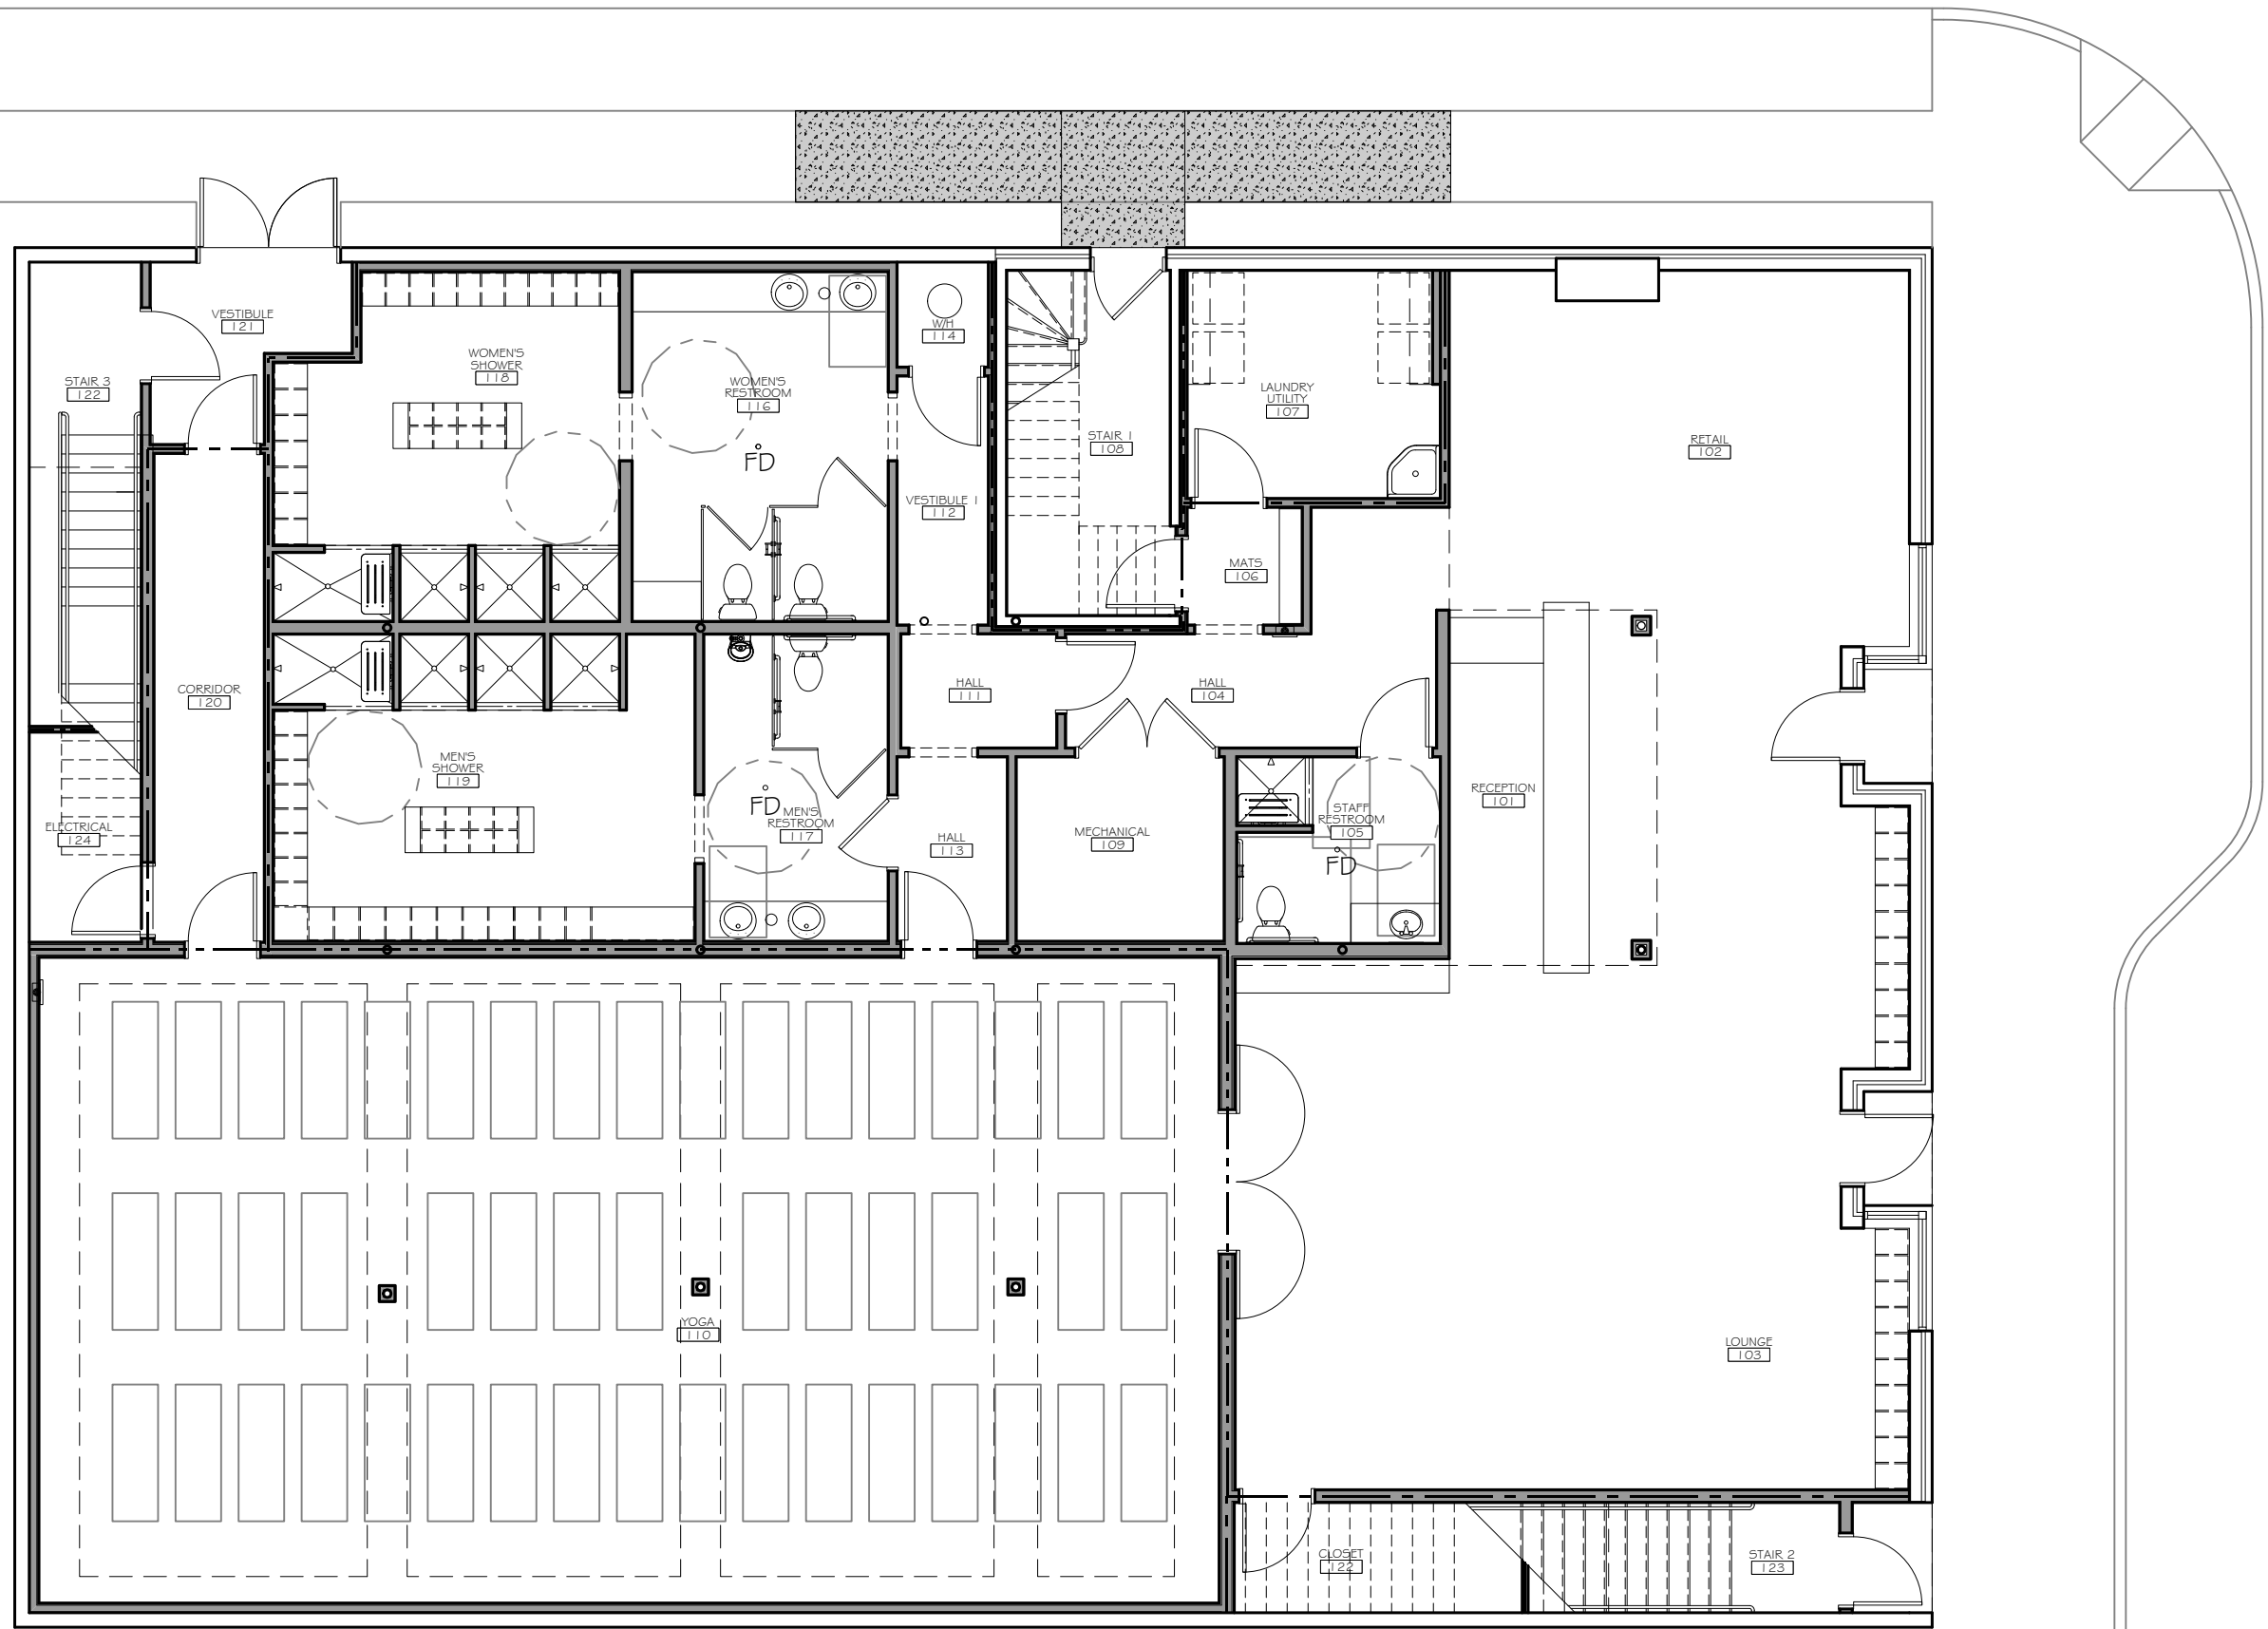 VESTIBULE
121
W/H
114
WOMEN'S
SHOWER
118
STAIR 3
122
WOMEN'S
RESTROOM
116
LAUNDRY
UTILITY
107
STAIR 1
108
RETAIL
102
FD
VESTIBULE 1
112
MATS
106
CORRIDOR
120
HALL
111
HALL
104
MEN'S
SHOWER
119
RECEPTION
101
FD
MEN'S
RESTROOM
117
STAFF
RESTROOM
105
ELECTRICAL
124
HALL
113
MECHANICAL
109
FD
YOGA
110
LOUNGE
103
CLOSET
122
STAIR 2
123